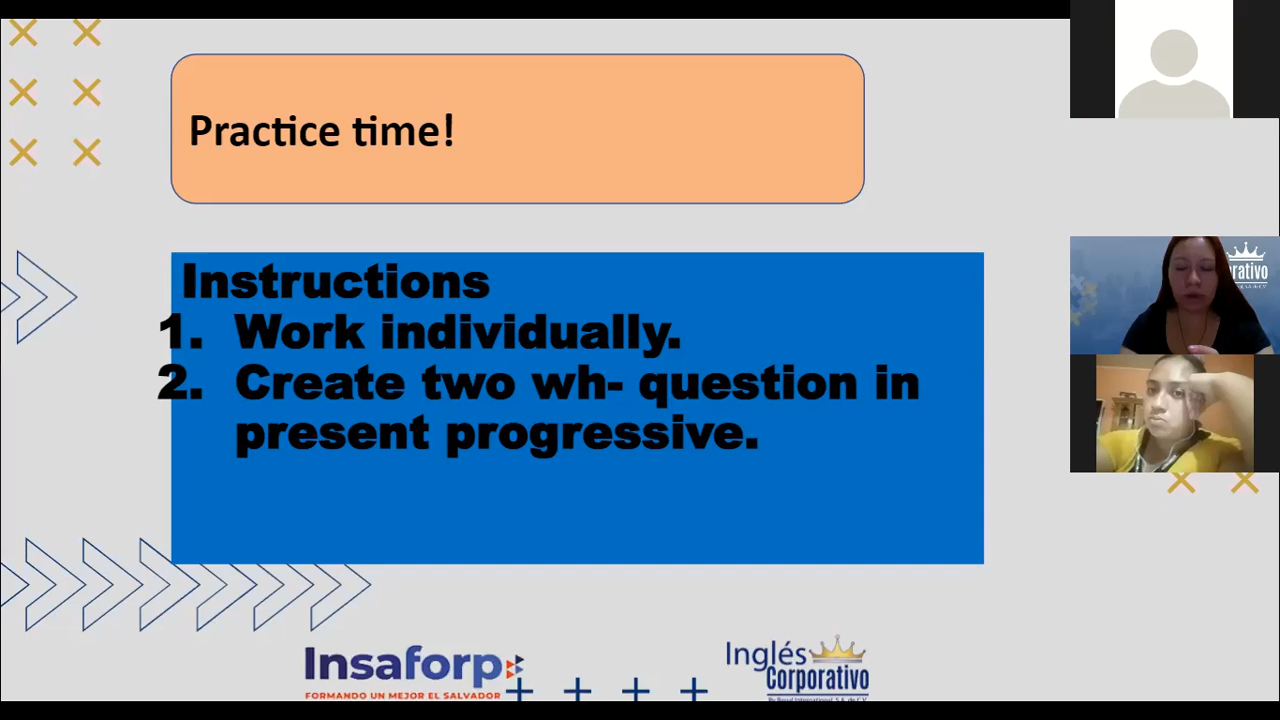 Practice time!
Instructions
1. Work individually.
2. Create two wh- question in
present progressive.
Insaforp
FORMANDO UN MEJOR EL SALVADOR
Inglés
Corporativo